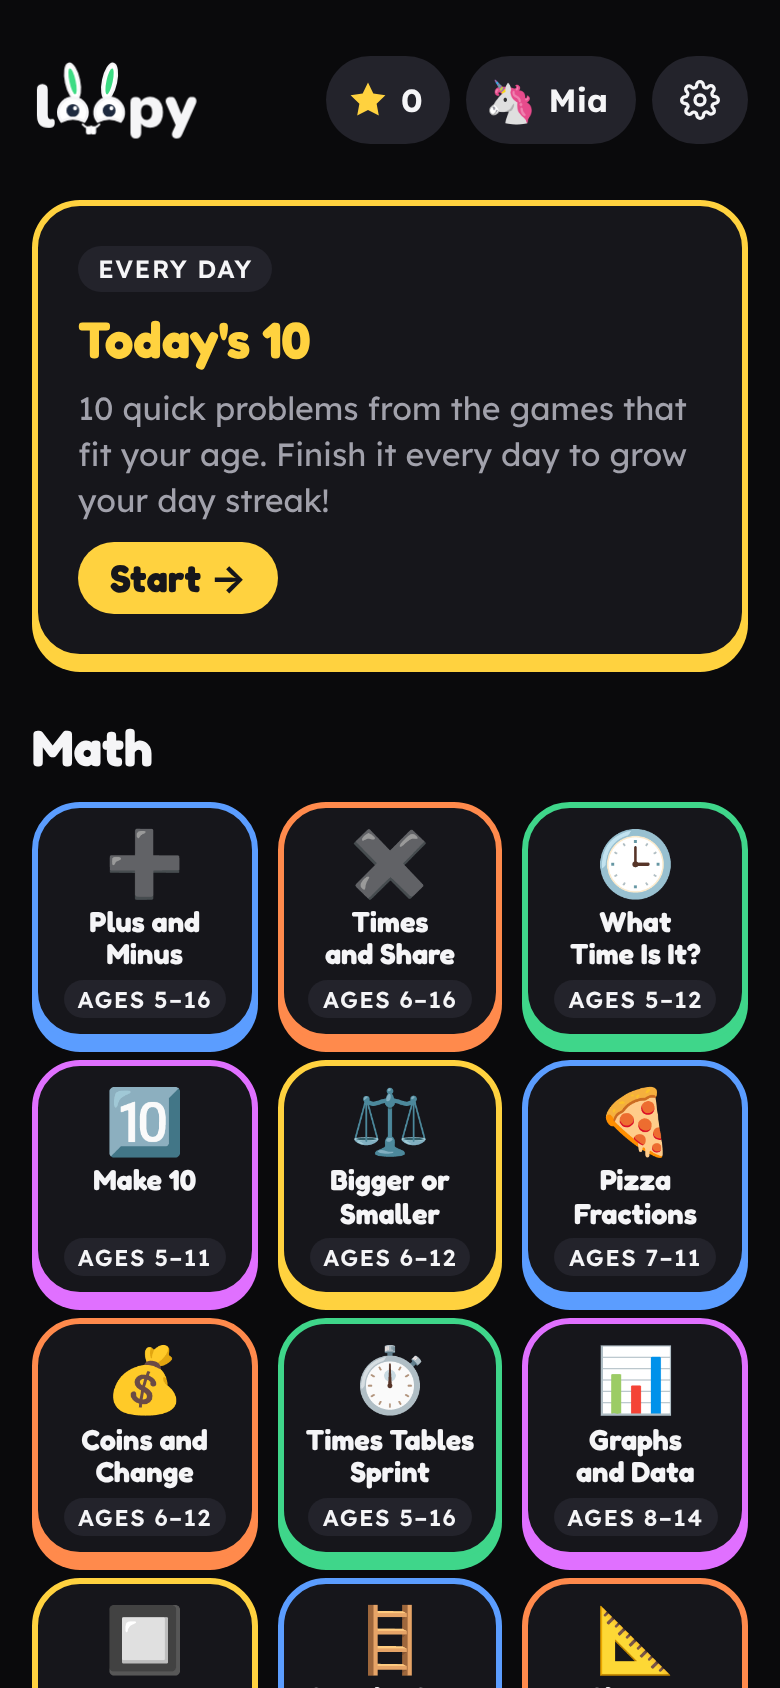 loopy
0
Mia
EVERY DAY
Today's 10
10 quick problems from the games that
fit your age. Finish it every day to grow
your day streak!
Start →
Math
Plus and
Minus
AGES 5–16
Times
and Share
AGES 6–16
What
Time Is It?
AGES 5–12
10
Make 10
AGES 5–11
Bigger or
Smaller
AGES 6–12
Pizza
Fractions
AGES 7–11
$
Coins and
Change
AGES 6–12
Times Tables
Sprint
AGES 5–16
Graphs
and Data
AGES 8–14